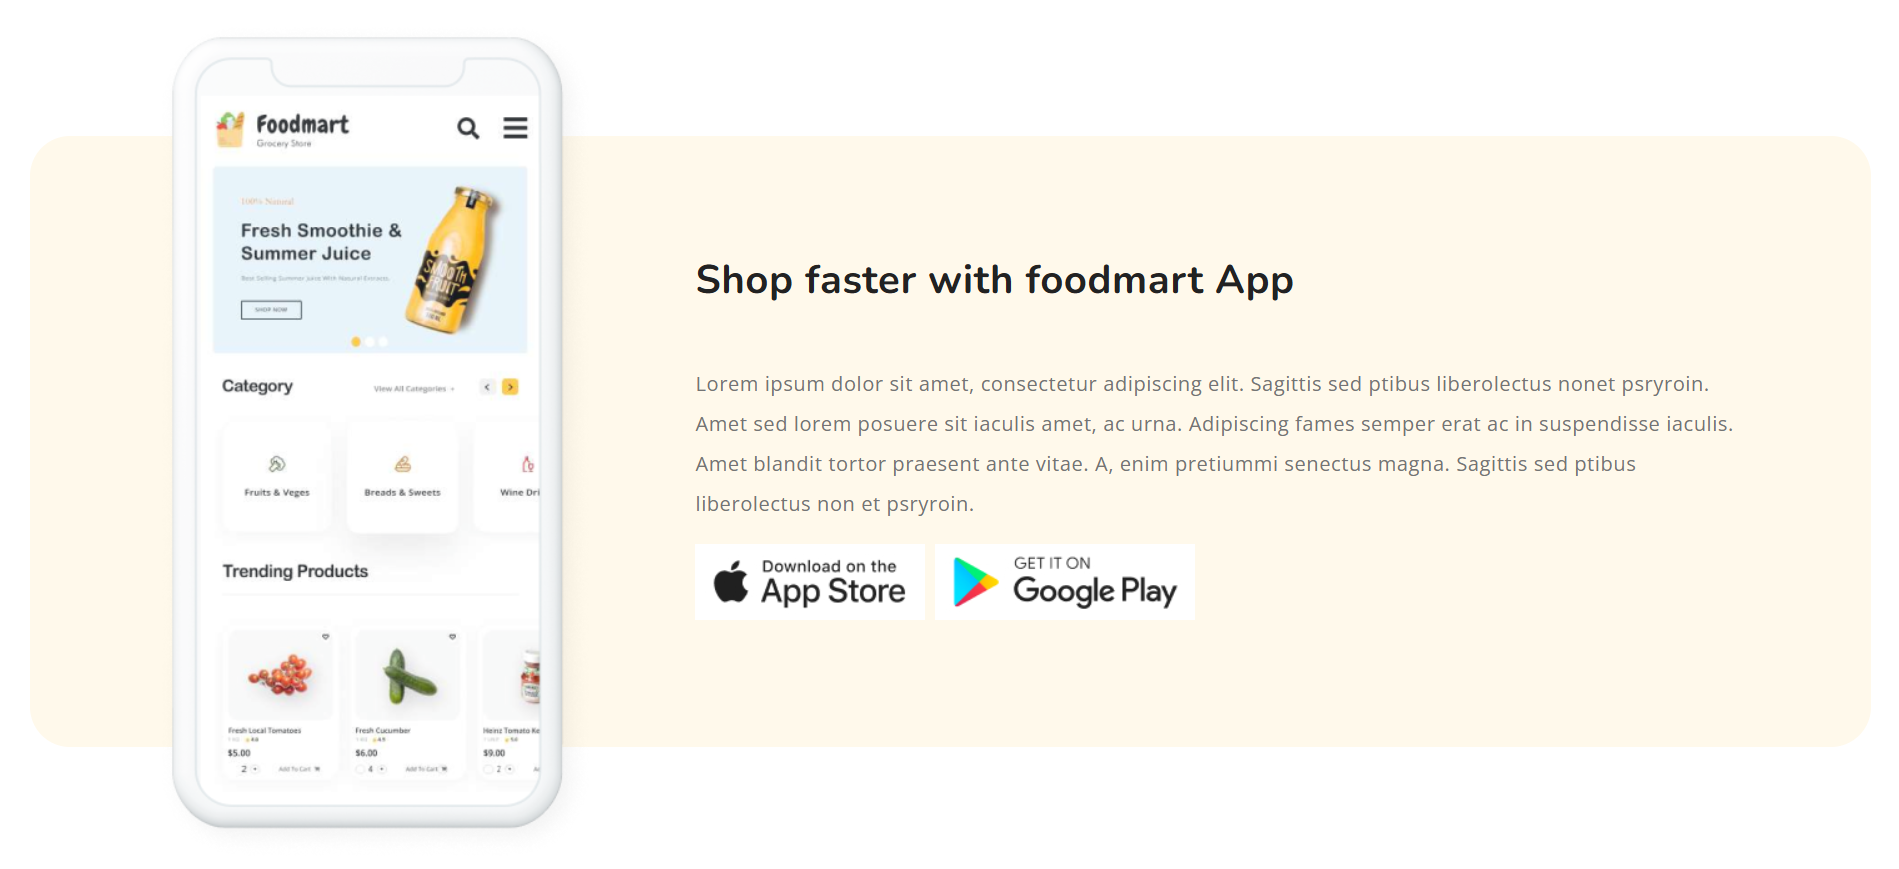 Foodmart
Grocery Store
100% Natural
Fresh Smoothie &
Summer Juice
Best Selling Summer Juice With Natural Extracts.
SHOP NOW
SMOOTH
FRUIT
Category
View All Categories →
Fruits & Veges
Breads & Sweets
Wine Dri
Trending Products
Fresh Local Tomatoes
Fresh Cucumber
Heinz Tomato Ke
$5.00
$6.00
$9.00
2
Add To Cart
4
Add To Cart
2
Shop faster with foodmart App
Lorem ipsum dolor sit amet, consectetur adipiscing elit. Sagittis sed ptibus liberolectus nonet psryroin.
Amet sed lorem posuere sit iaculis amet, ac urna. Adipiscing fames semper erat ac in suspendisse iaculis.
Amet blandit tortor praesent ante vitae. A, enim pretiummi senectus magna. Sagittis sed ptibus
liberolectus non et psryroin.
Download on the
App Store
GET IT ON
Google Play